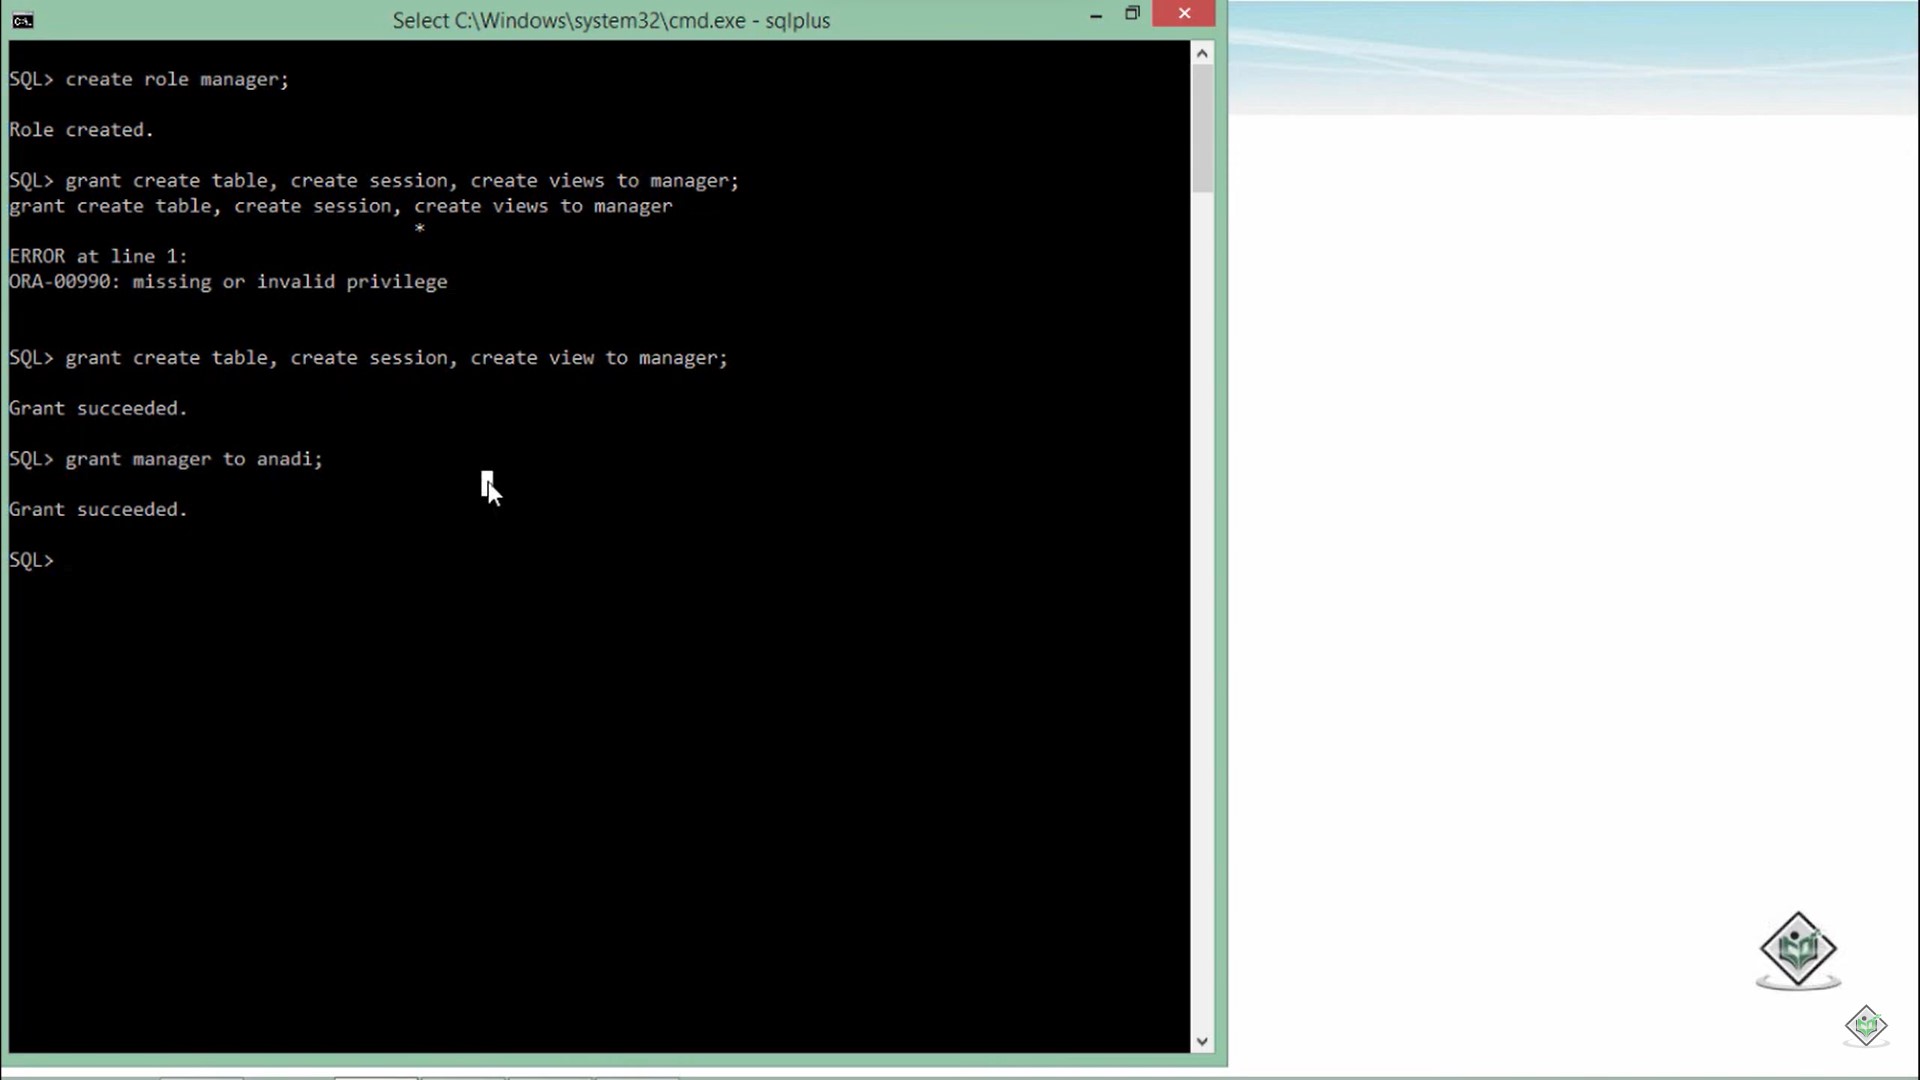 Select C:\Windows\system32\cmd.exe - sqlplus
SQL> create role manager;
Role created.
SQL> grant create table, create session, create views to manager;
grant create table, create session, create views to manager
*
ERROR at line 1:
ORA-00990: missing or invalid privilege
SQL> grant create table, create session, create view to manager;
Grant succeeded.
SQL> grant manager to anadi;
Grant succeeded.
SQL>